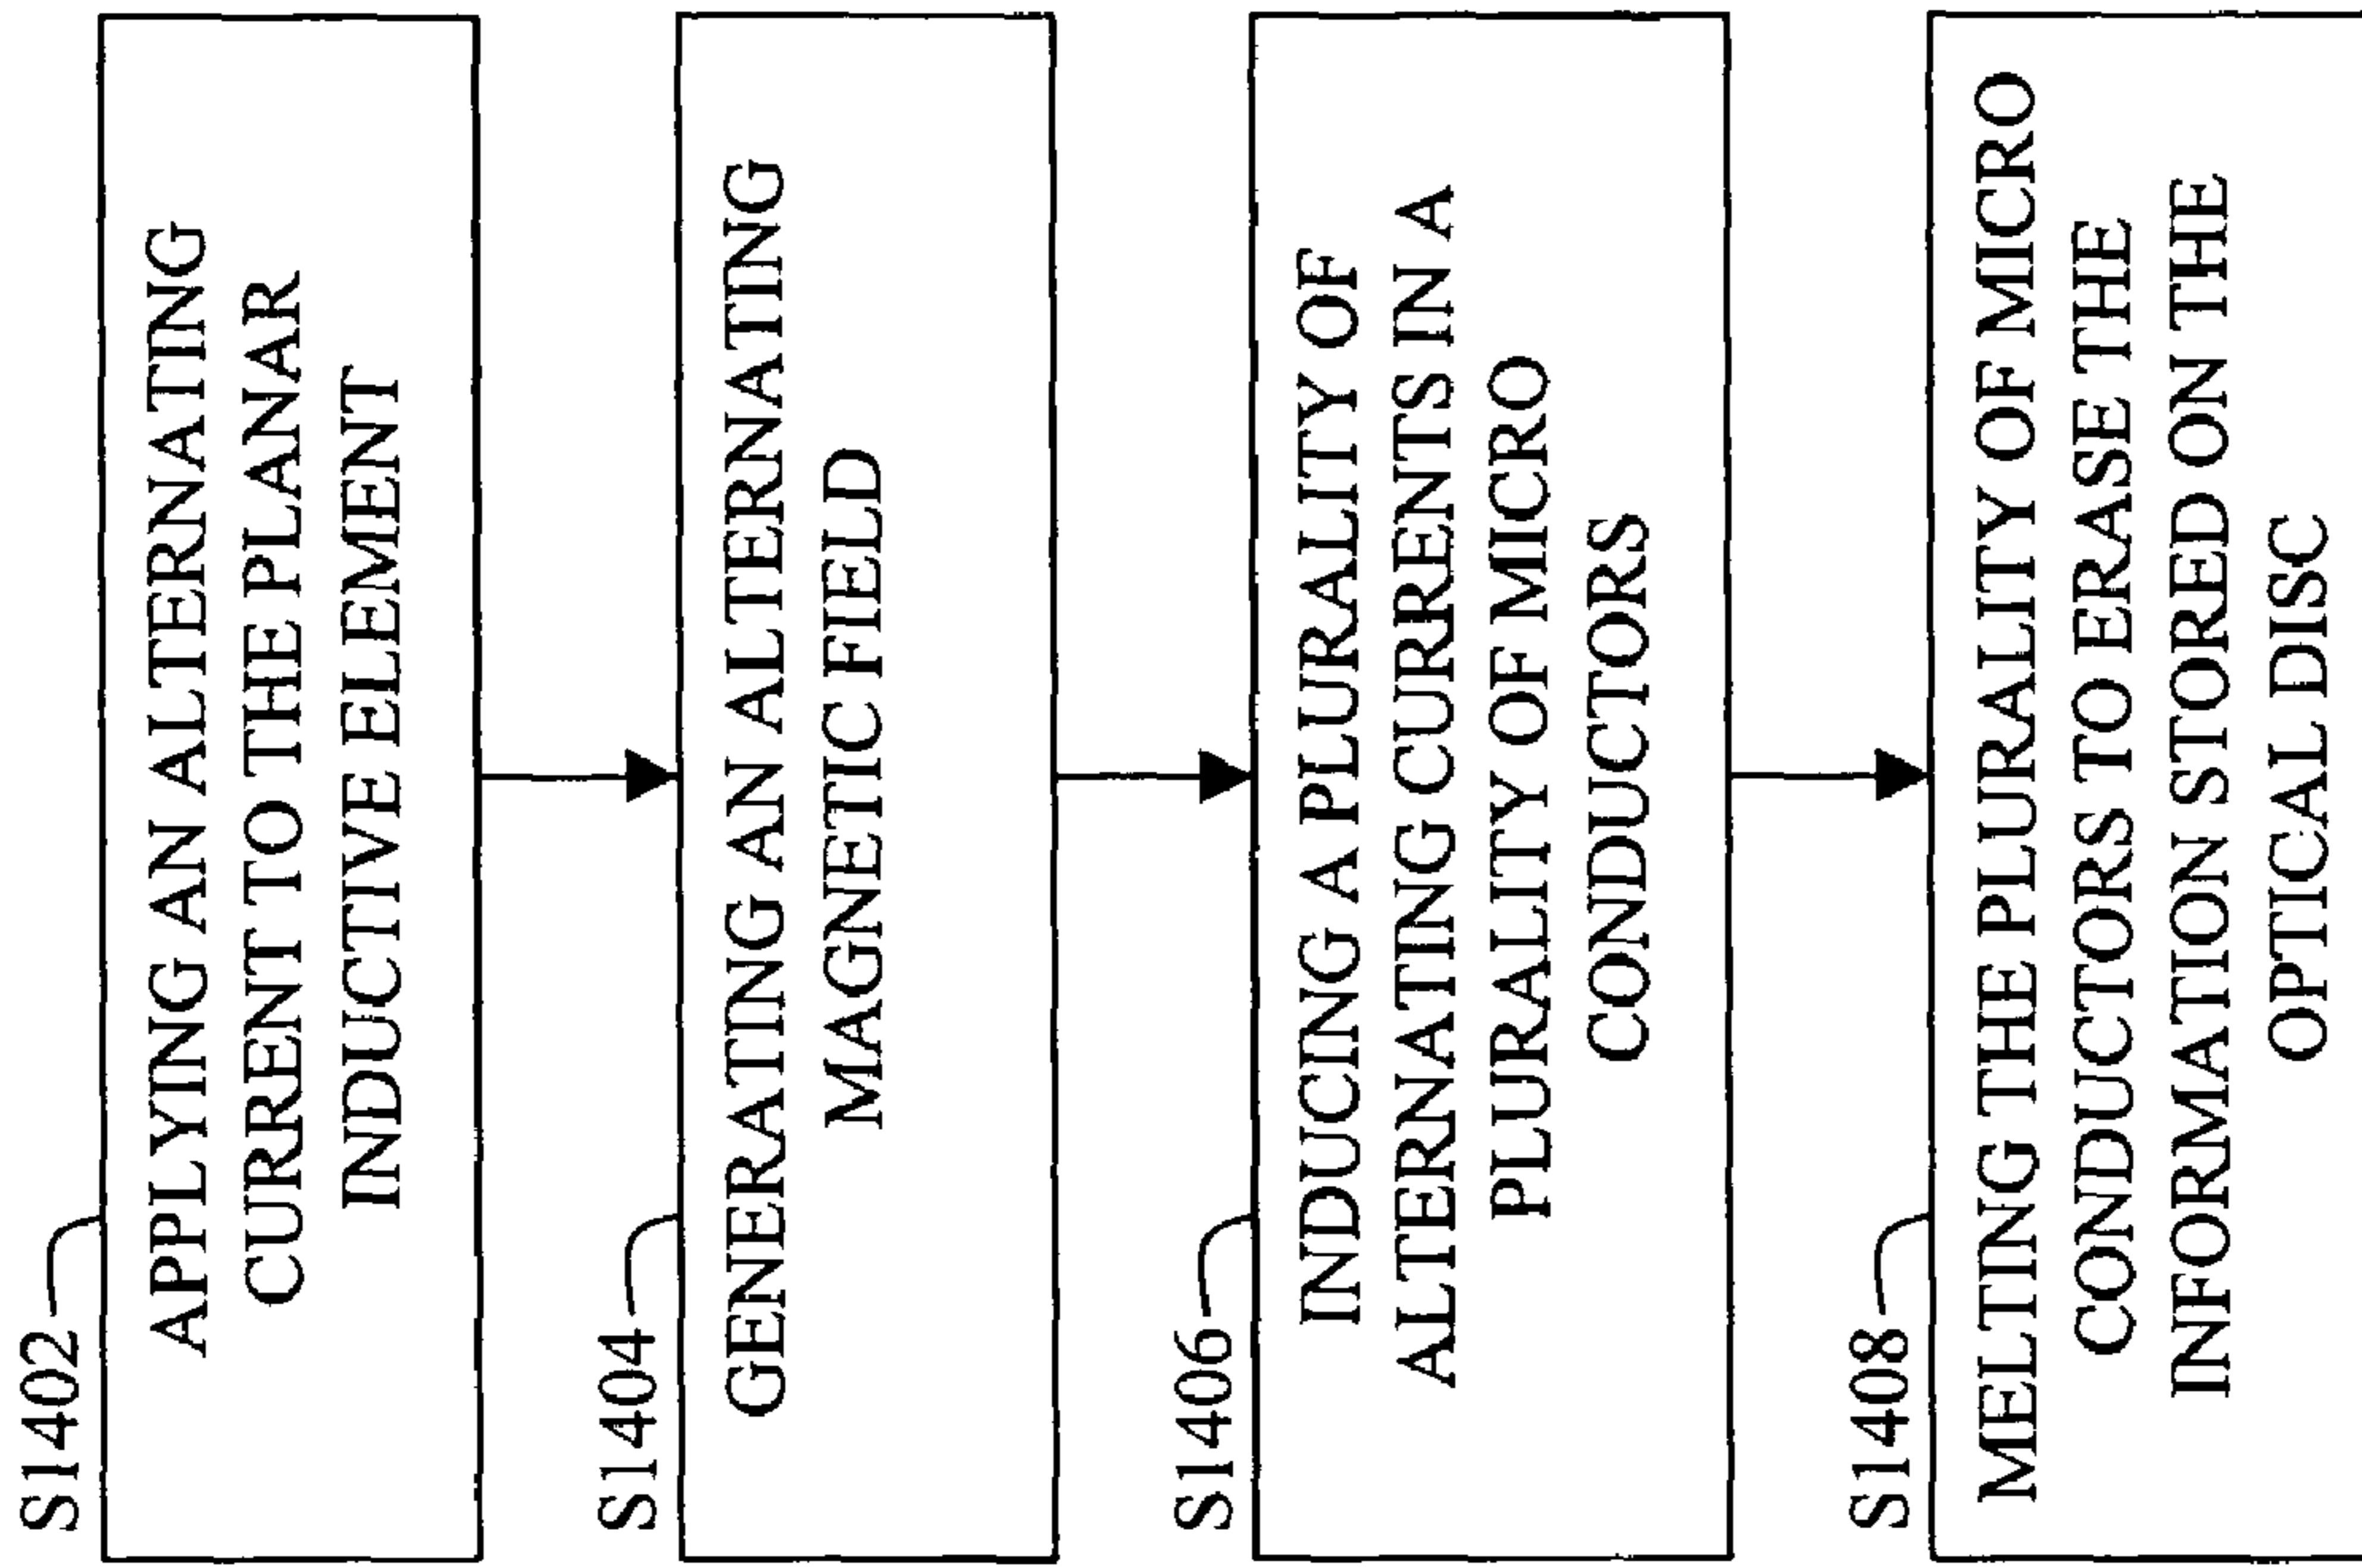 S1402
APPLYING AN ALTERNATING
CURRENT TO THE PLANAR
INDUCTIVE ELEMENT
S1404
GENERATING AN ALTERNATING
MAGNETIC FIELD
S1406
INDUCING A PLURALITY OF
ALTERNATING CURRENTS IN A
PLURALITY OF MICRO
CONDUCTORS
S1408
MELTING THE PLURALITY OF MICRO
CONDUCTORS TO ERASE THE
INFORMATION STORED ON THE
OPTICAL DISC